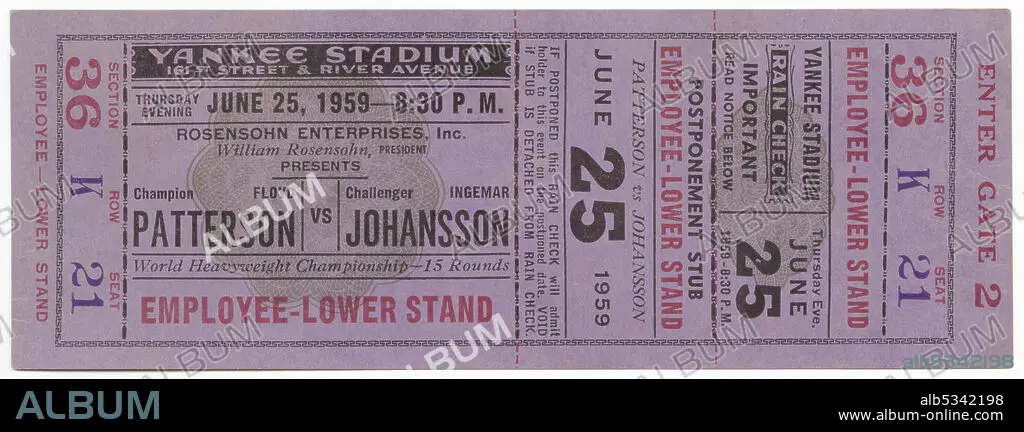 EMPLOYEE—LOWER STAND
SECTION ROW SEAT
36 K 21
YANKEE STADIUM
161ST STREET & RIVER AVENUE
THURSDAY EVENING JUNE 25, 1959—8:30 P.M.
ROSENSOHN ENTERPRISES, Inc.
William Rosensohn, PRESIDENT
PRESENTS
Champion FLOYD PATTERSON
VS
Challenger INGEMAR JOHANSSON
World Heavyweight Championship—15 Rounds
EMPLOYEE-LOWER STAND
IF POSTPONED this RAIN CHECK will admit
holder to this event on the postponed date. VOID
if STUB IS DETACHED FROM RAIN CHECK.
JUNE 25 1959
PATTERSON vs JOHANSSON
EMPLOYEE-LOWER STAND
POSTPONEMENT STUB
YANKEE STADIUM
RAIN CHECK
IMPORTANT
READ NOTICE BELOW
Thursday Eve.
JUNE
25
1959-8:30 P.M.
EMPLOYEE-LOWER STAND
SECTION ROW SEAT
36 K 21
ENTER GATE 2
alb5342198
ALBUM
alb5342198
www.album-online.com